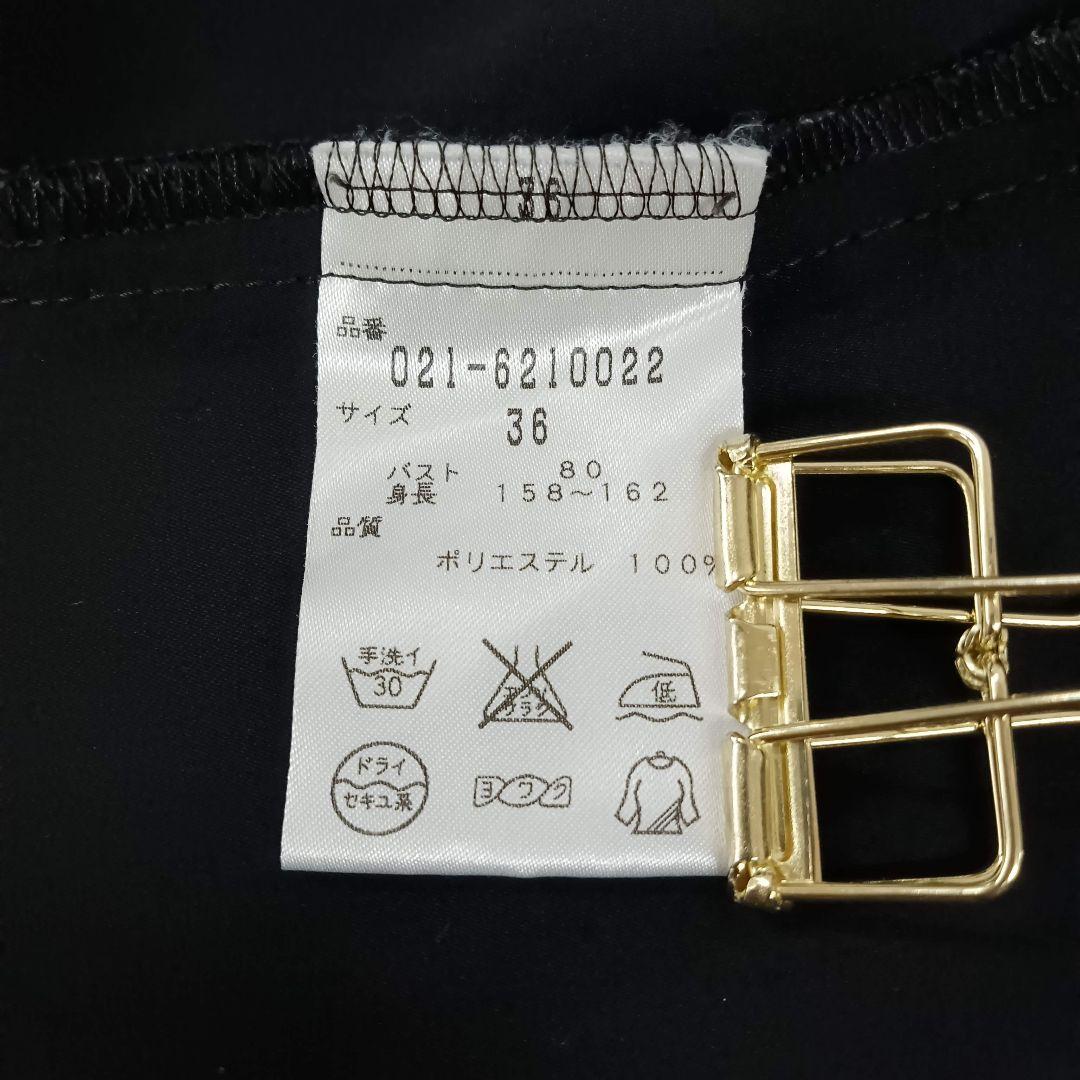 36
品番
021-6210022
サイズ
36
バスト 80
身長 158～162
品質
ポリエステル 100%
手洗イ
30
低
ドライ
セキユ系
ヨワク